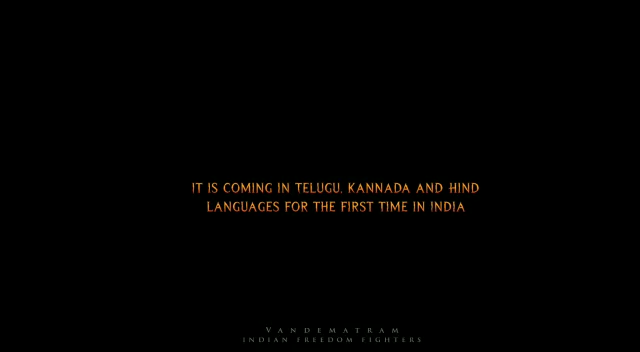 IT IS COMING IN TELUGU, KANNADA AND HIND
LANGUAGES FOR THE FIRST TIME IN INDIA
VANDEMATRAM
INDIAN FREEDOM FIGHTERS